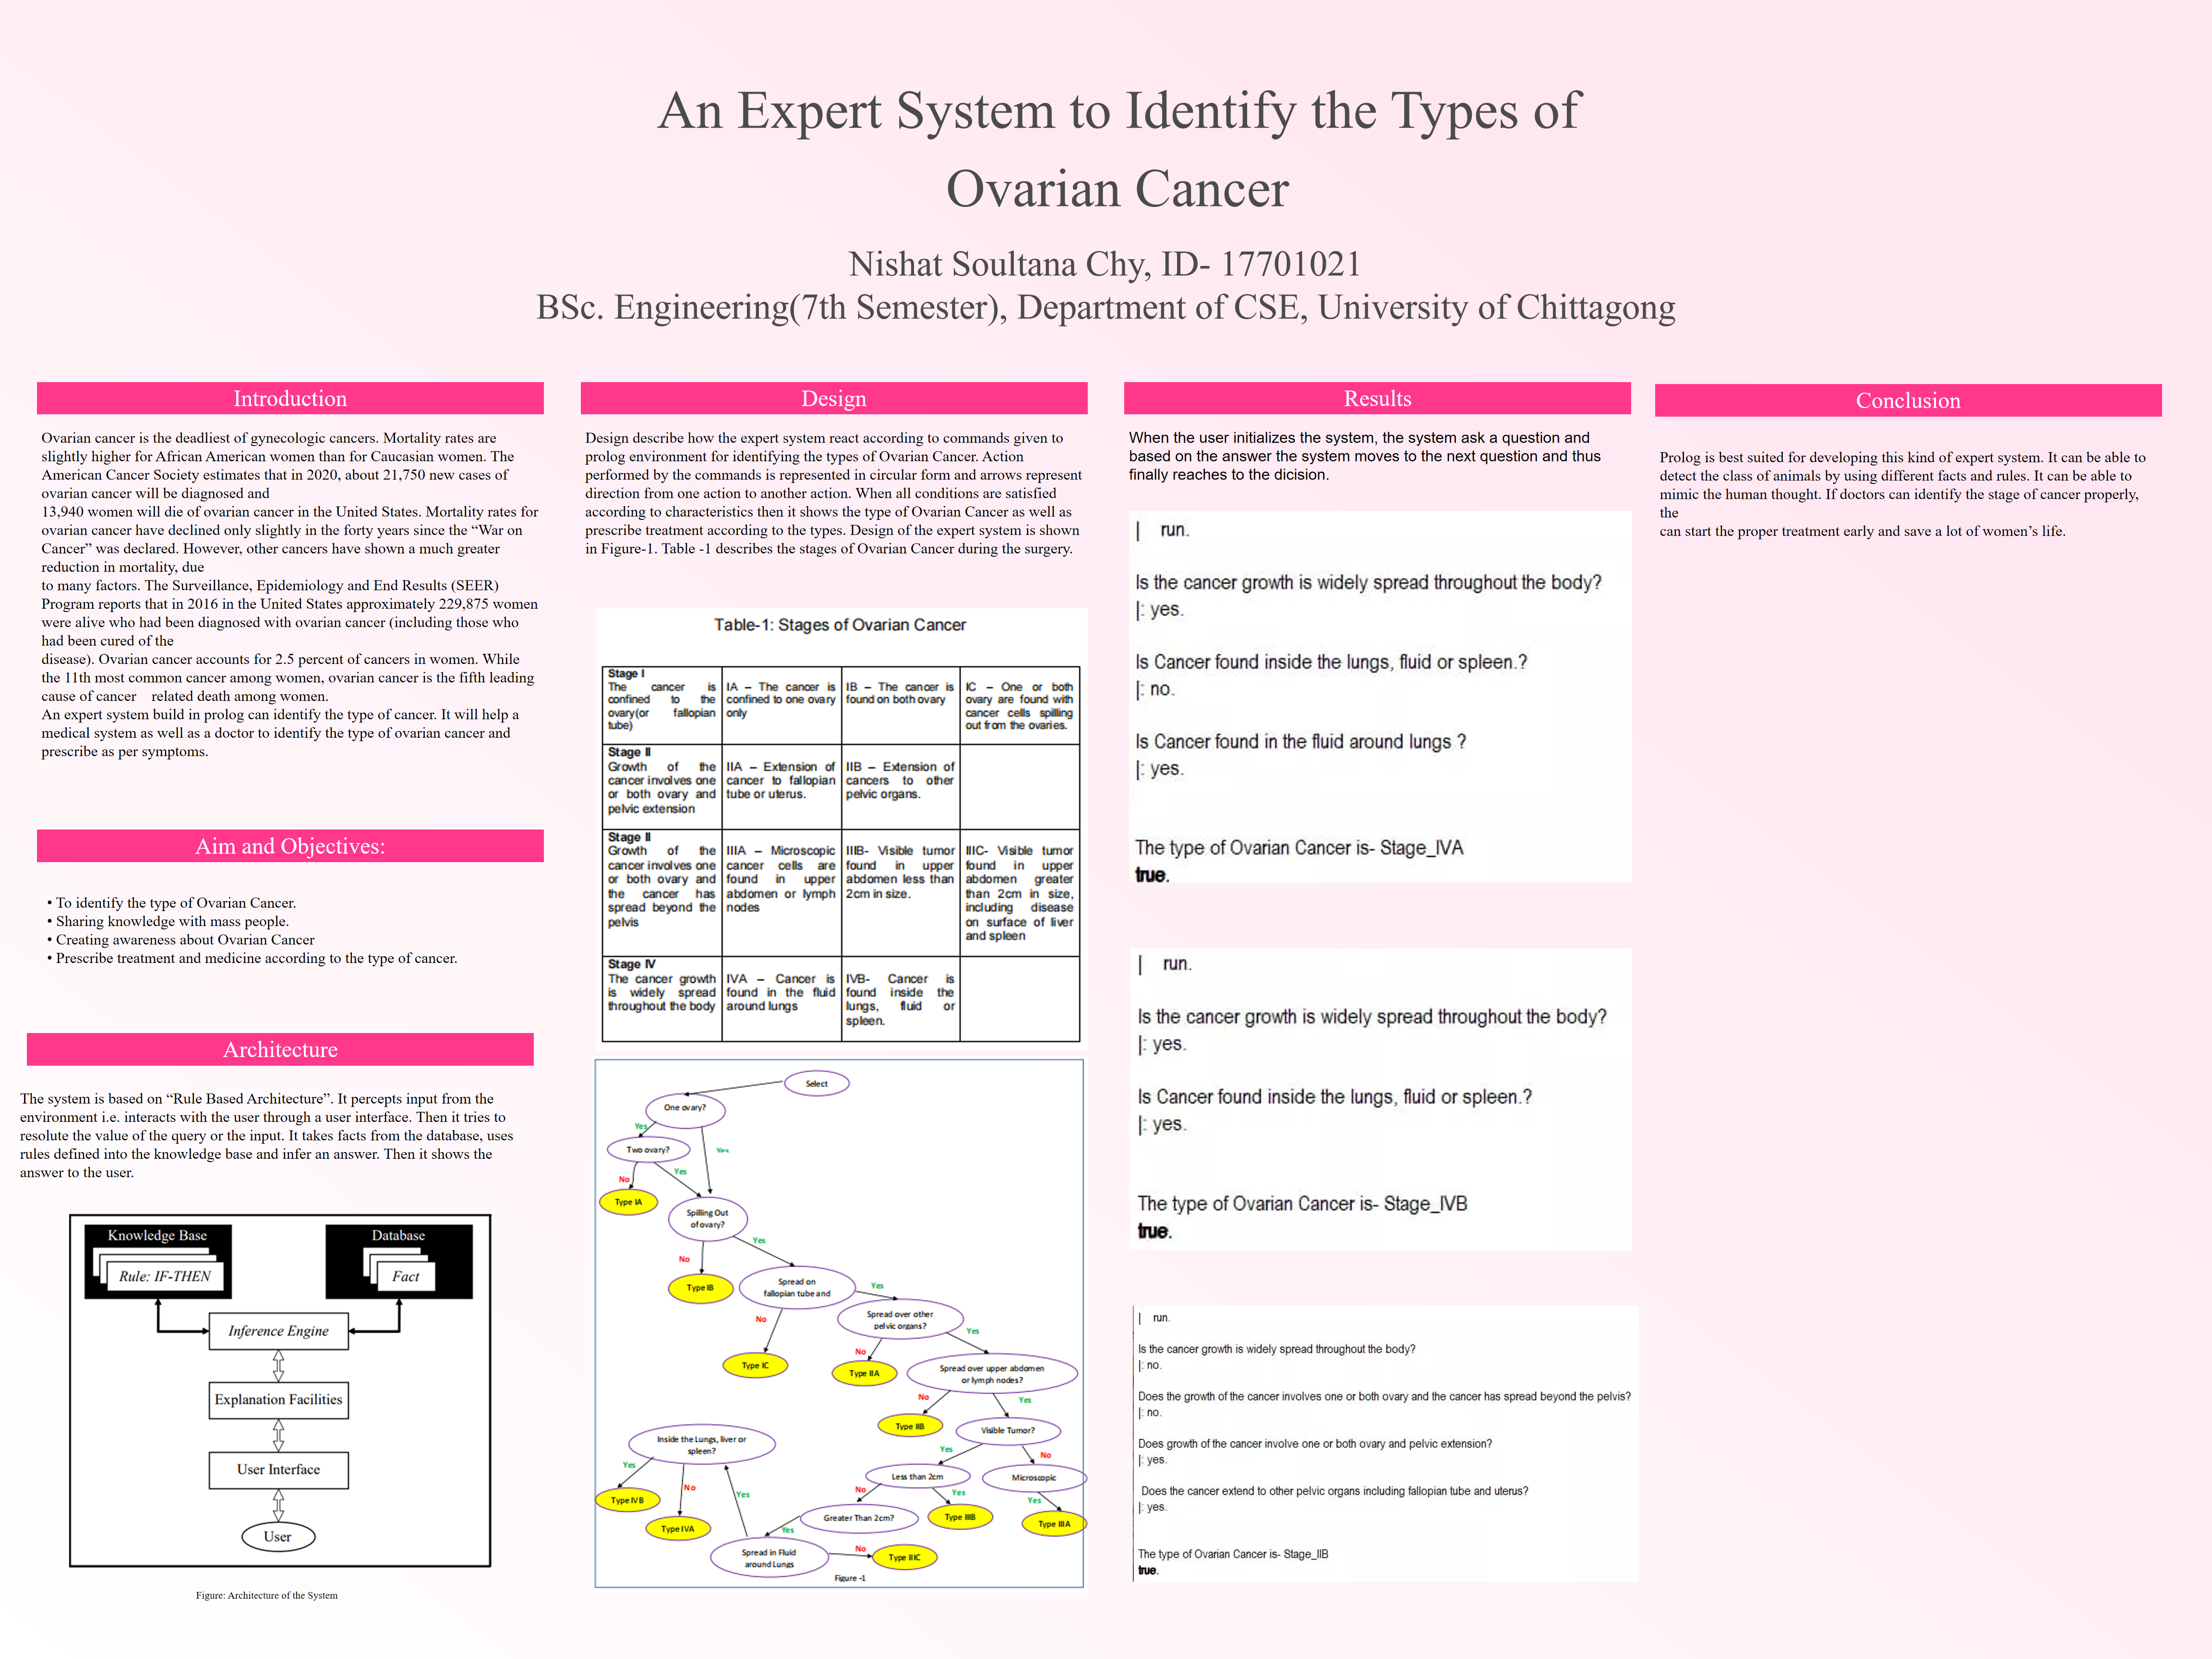 An Expert System to Identify the Types of
Ovarian Cancer
Nishat Soultana Chy, ID- 17701021
BSc. Engineering(7th Semester), Department of CSE, University of Chittagong
Introduction
Ovarian cancer is the deadliest of gynecologic cancers. Mortality rates are
slightly higher for African American women than for Caucasian women. The
American Cancer Society estimates that in 2020, about 21,750 new cases of
ovarian cancer will be diagnosed and
13,940 women will die of ovarian cancer in the United States. Mortality rates for
ovarian cancer have declined only slightly in the forty years since the “War on
Cancer” was declared. However, other cancers have shown a much greater
reduction in mortality, due
to many factors. The Surveillance, Epidemiology and End Results (SEER)
Program reports that in 2016 in the United States approximately 229,875 women
were alive who had been diagnosed with ovarian cancer (including those who
had been cured of the
disease). Ovarian cancer accounts for 2.5 percent of cancers in women. While
the 11th most common cancer among women, ovarian cancer is the fifth leading
cause of cancer related death among women.
An expert system build in prolog can identify the type of cancer. It will help a
medical system as well as a doctor to identify the type of ovarian cancer and
prescribe as per symptoms.
Aim and Objectives:
• To identify the type of Ovarian Cancer.
• Sharing knowledge with mass people.
• Creating awareness about Ovarian Cancer
• Prescribe treatment and medicine according to the type of cancer.
Architecture
The system is based on “Rule Based Architecture”. It percepts input from the
environment i.e. interacts with the user through a user interface. Then it tries to
resolute the value of the query or the input. It takes facts from the database, uses
rules defined into the knowledge base and infer an answer. Then it shows the
answer to the user.
Knowledge Base
Rule: IF-THEN
Database
Fact
Inference Engine
Explanation Facilities
User Interface
User
Figure: Architecture of the System
Design
Design describe how the expert system react according to commands given to
prolog environment for identifying the types of Ovarian Cancer. Action
performed by the commands is represented in circular form and arrows represent
direction from one action to another action. When all conditions are satisfied
according to characteristics then it shows the type of Ovarian Cancer as well as
prescribe treatment according to the types. Design of the expert system is shown
in Figure-1. Table -1 describes the stages of Ovarian Cancer during the surgery.
Table-1: Stages of Ovarian Cancer
Stage I
The cancer is
confined to the
ovary(or fallopian
tube)
IA – The cancer is
confined to one ovary
only
IB – The cancer is
found on both ovary
IC – One or both
ovary are found with
cancer cells spilling
out from the ovaries.
Stage II
Growth of the
cancer involves one
or both ovary and
pelvic extension
IIA – Extension of
cancer to fallopian
tube or uterus.
IIB – Extension of
cancers to other
pelvic organs.
Stage II
Growth of the
cancer involves one
or both ovary and
the cancer has
spread beyond the
pelvis
IIIA – Microscopic
cancer cells are
found in upper
abdomen or lymph
nodes
IIIB- Visible tumor
found in upper
abdomen less than
2cm in size.
IIIC- Visible tumor
found in upper
abdomen greater
than 2cm in size,
including disease
on surface of liver
and spleen
Stage IV
The cancer growth
is widely spread
throughout the body
IVA – Cancer is
found in the fluid
around lungs
IVB- Cancer is
found inside the
lungs, fluid or
spleen.
Select
One ovary?
Yes
Two ovary?
Yes
Yes
No
Type IA
Spilling Out
of ovary?
Yes
No
Type IB
Spread on
fallopian tube and
Yes
No
Spread over other
pelvic organs?
Yes
Type IC
No
Type IIA
Spread over upper abdomen
or lymph nodes?
No
Yes
Type IIB
Visible Tumor?
Inside the Lungs, liver or
spleen?
Yes
No
Yes
No
Less than 2cm
Microscopic
Yes
No
Yes
Yes
Type IVB
Greater Than 2cm?
Type IIIB
Type IIIA
Type IVA
Yes
Spread in Fluid
around Lungs
No
Type IIIC
Figure -1
Results
When the user initializes the system, the system ask a question and
based on the answer the system moves to the next question and thus
finally reaches to the dicision.
| run.
Is the cancer growth is widely spread throughout the body?
|: yes.
Is Cancer found inside the lungs, fluid or spleen.?
|: no.
Is Cancer found in the fluid around lungs ?
|: yes.
The type of Ovarian Cancer is- Stage_IVA
true.
| run.
Is the cancer growth is widely spread throughout the body?
|: yes.
Is Cancer found inside the lungs, fluid or spleen.?
|: yes.
The type of Ovarian Cancer is- Stage_IVB
true.
| run.
Is the cancer growth is widely spread throughout the body?
|: no.
Does the growth of the cancer involves one or both ovary and the cancer has spread beyond the pelvis?
|: no.
Does growth of the cancer involve one or both ovary and pelvic extension?
|: yes.
Does the cancer extend to other pelvic organs including fallopian tube and uterus?
|: yes.
The type of Ovarian Cancer is- Stage_IIB
true.
Conclusion
Prolog is best suited for developing this kind of expert system. It can be able to
detect the class of animals by using different facts and rules. It can be able to
mimic the human thought. If doctors can identify the stage of cancer properly,
the
can start the proper treatment early and save a lot of women’s life.